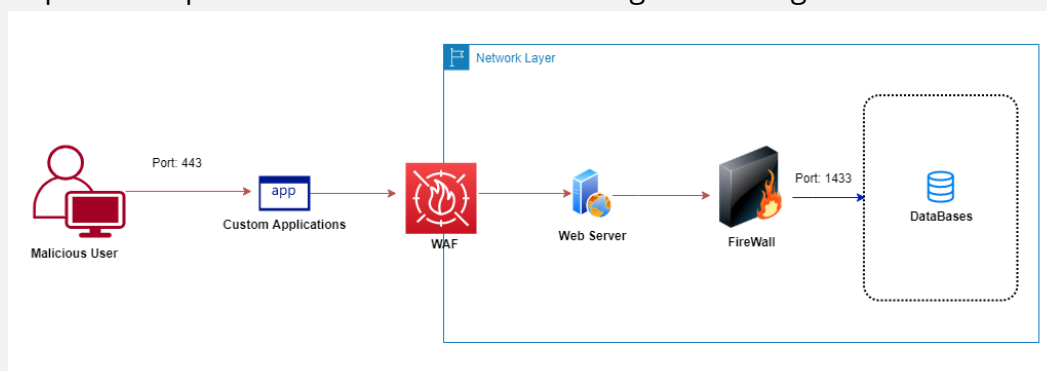 Network Layer
Port: 443
app
Custom Applications
WAF
Web Server
FireWall
Port: 1433
DataBases
Malicious User